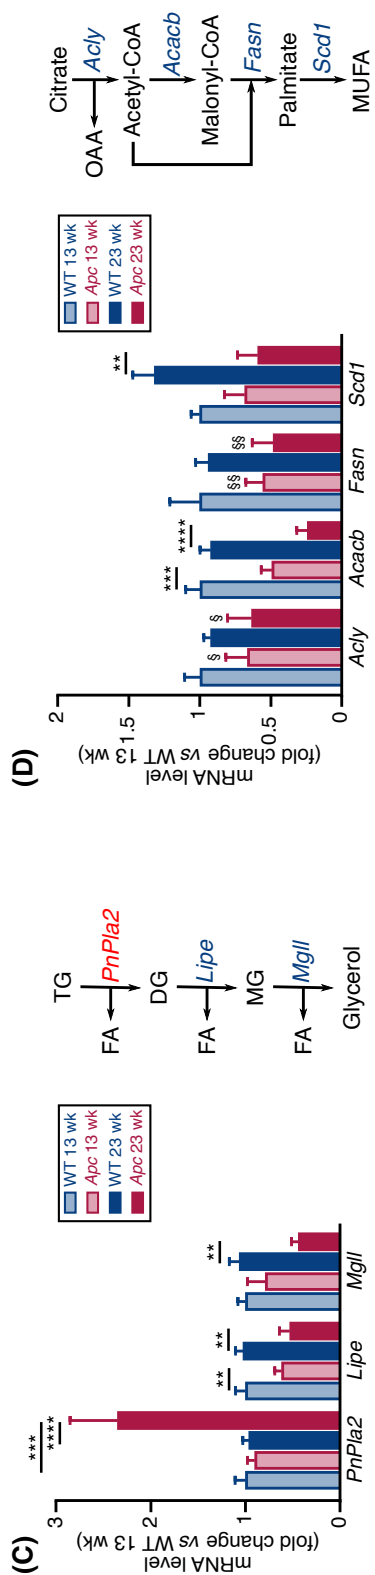 (C)
mRNA level
(fold change vs WT 13 wk)
3
2
1
0
***
****
**
**
**
PnPla2
Lipe
Mgll
WT 13 wk
Apc 13 wk
WT 23 wk
Apc 23 wk
TG
PnPla2
FA
DG
Lipe
FA
MG
Mgll
FA
Glycerol
(D)
mRNA level
(fold change vs WT 13 wk)
2
1.5
1
0.5
0
§
§
***
****
§§
§§
**
Acly
Acacb
Fasn
Scd1
WT 13 wk
Apc 13 wk
WT 23 wk
Apc 23 wk
Citrate
Acly
OAA
Acetyl-CoA
Acacb
Malonyl-CoA
Fasn
Palmitate
Scd1
MUFA